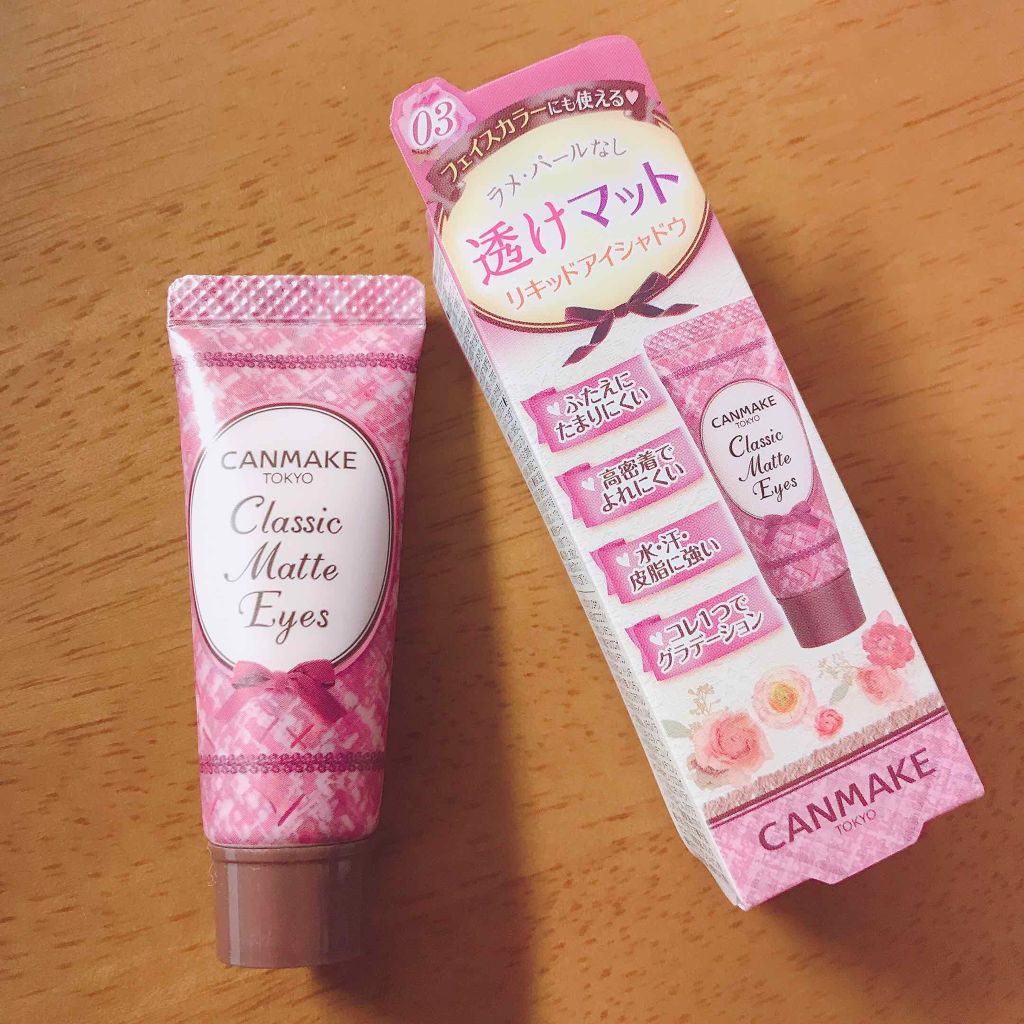 CANMAKE
TOKYO
Classic
Matte
Eyes
03
フェイスカラーにも使える♥
ラメ・パールなし
透けマット
リキッドアイシャドウ
♥ふたえに
たまりにくい
♥高密着で
よれにくい
♥水・汗・
皮脂に強い
♥コレ1つで
グラデーション
CANMAKE
TOKYO
Classic
Matte
Eyes
CANMAKE
TOKYO